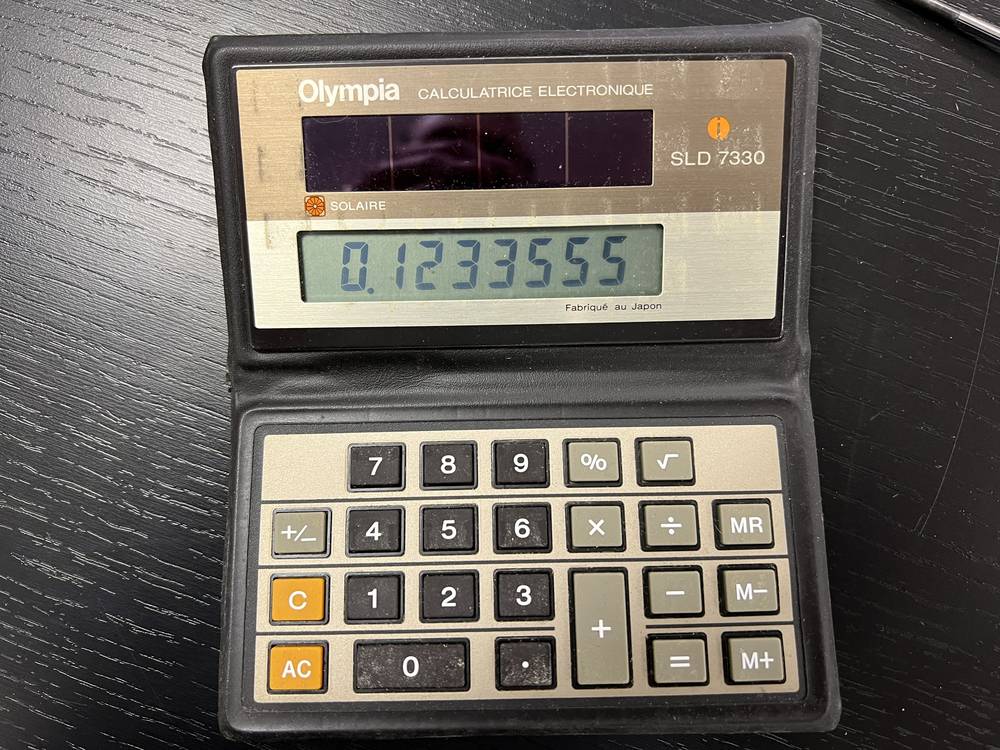 Olympia CALCULATRICE ELECTRONIQUE
SLD 7330
SOLAIRE
0.1233555
Fabriqué au Japon
7 8 9 % √
+/− 4 5 6 × ÷ MR
C 1 2 3 + − M−
AC 0 . = M+